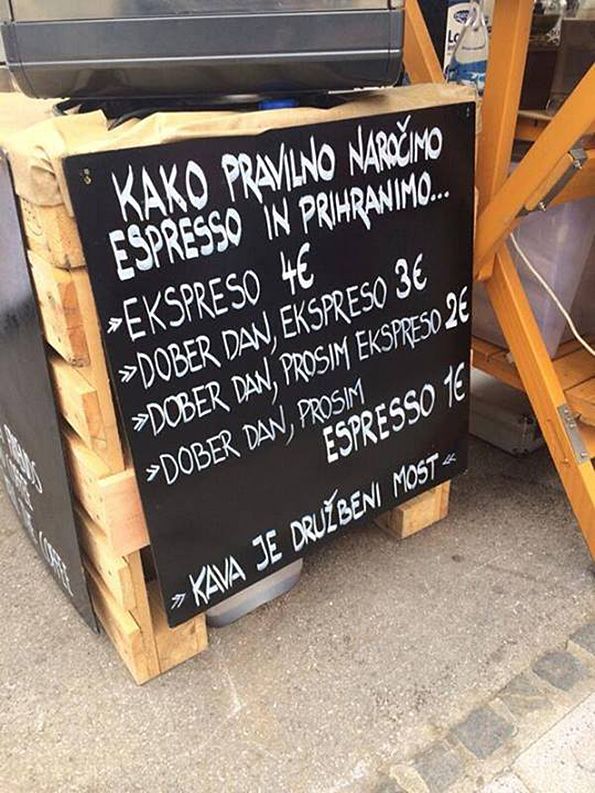 KAKO PRAVILNO NAROČIMO
ESPRESSO IN PRIHRANIMO...
»EKSPRESO 4€
»DOBER DAN, EKSPRESO 3€
»DOBER DAN, PROSIM EKSPRESO 2€
»DOBER DAN, PROSIM
ESPRESSO 1€
»KAVA JE DRUŽBENI MOST«
COFFEE